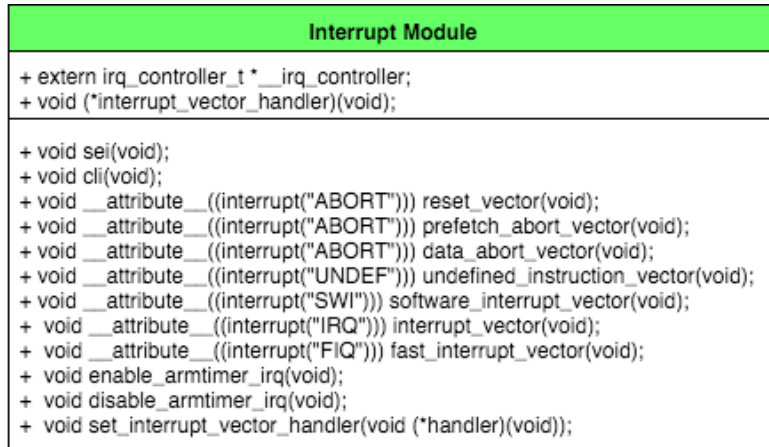 Interrupt Module
+ extern irq_controller_t *__irq_controller;
+ void (*interrupt_vector_handler)(void);
+ void sei(void);
+ void cli(void);
+ void __attribute__((interrupt("ABORT"))) reset_vector(void);
+ void __attribute__((interrupt("ABORT"))) prefetch_abort_vector(void);
+ void __attribute__((interrupt("ABORT"))) data_abort_vector(void);
+ void __attribute__((interrupt("UNDEF"))) undefined_instruction_vector(void);
+ void __attribute__((interrupt("SWI"))) software_interrupt_vector(void);
+ void __attribute__((interrupt("IRQ"))) interrupt_vector(void);
+ void __attribute__((interrupt("FIQ"))) fast_interrupt_vector(void);
+ void enable_armtimer_irq(void);
+ void disable_armtimer_irq(void);
+ void set_interrupt_vector_handler(void (*handler)(void));